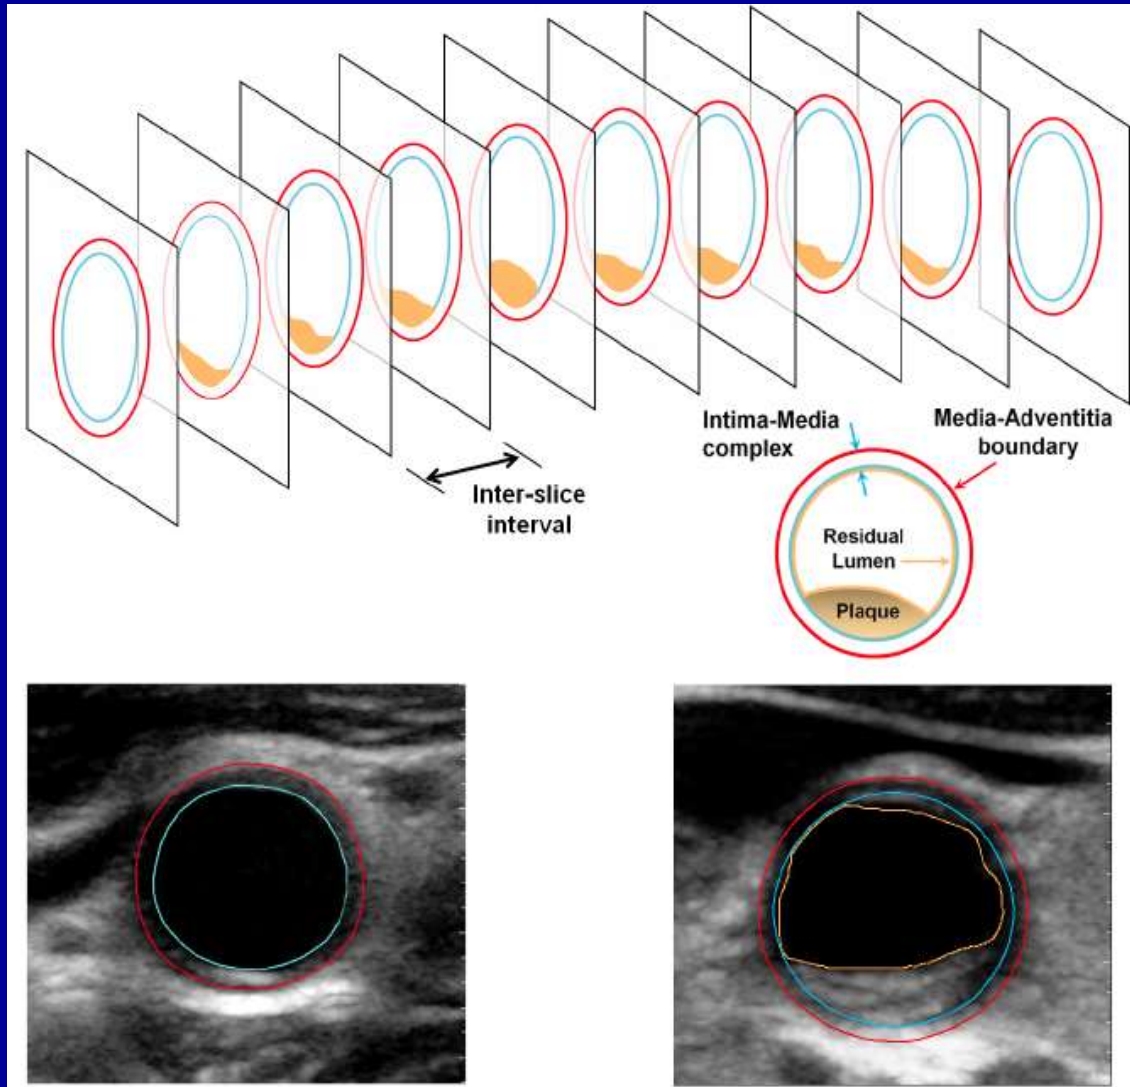 Intima-Media
complex
Media-Adventitia
boundary
Inter-slice
interval
Residual
Lumen
Plaque